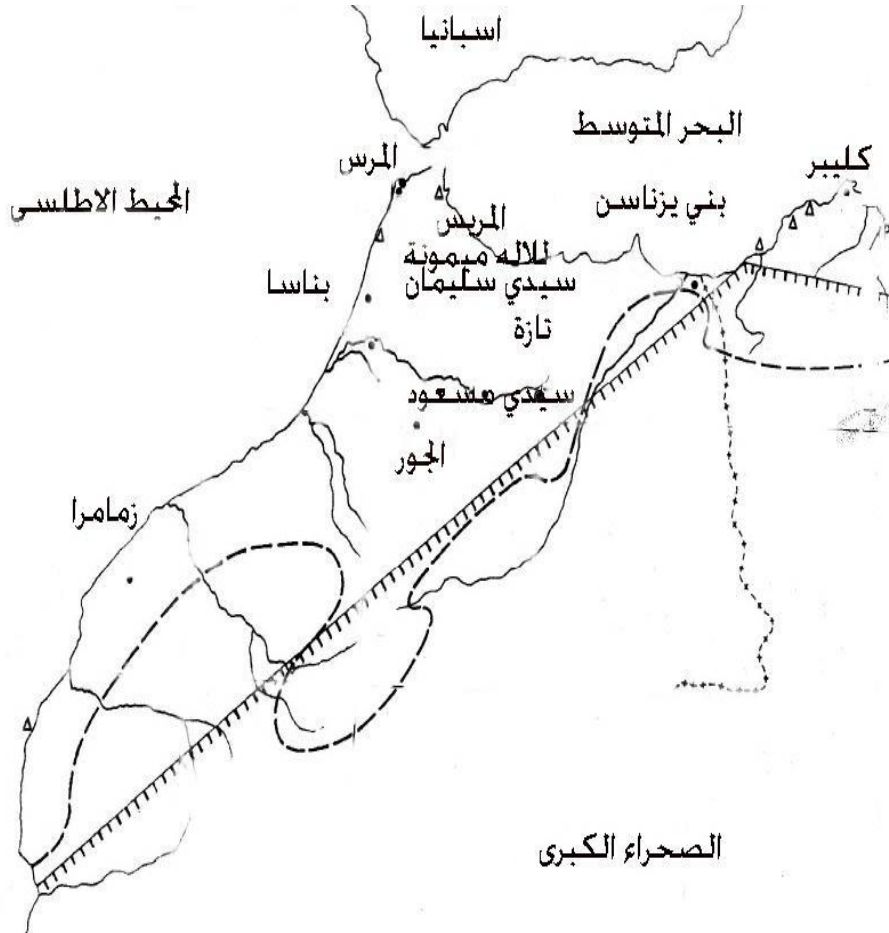 اسبانيا
البحر المتوسط
المرس
كليبر
المحيط الاطلسي
بني يزناسن
المريس
للاله ميمونة
بناسا
سيدي سليمان
تازة
سيدي مسعود
الجور
زمامرا
الصحراء الكبرى